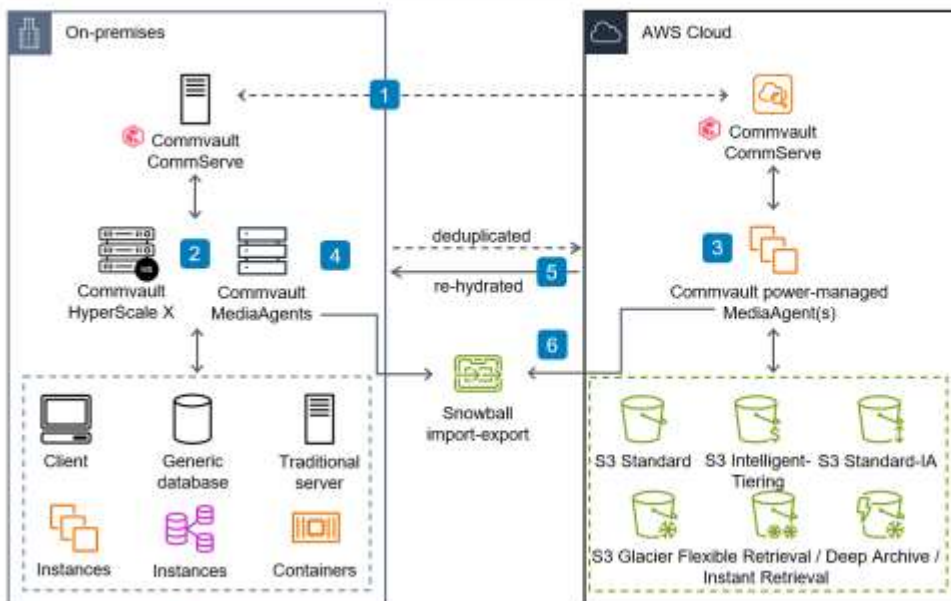 On-premises
AWS Cloud
1
Commvault
CommServe
Commvault
CommServe
2
4
deduplicated
3
5
re-hydrated
Commvault
HyperScale X
Commvault
MediaAgents
Commvault power-managed
MediaAgent(s)
6
Snowball
import-export
Client
Generic
database
Traditional
server
S3 Standard
S3 Intelligent-
Tiering
S3 Standard-IA
Instances
Instances
Containers
S3 Glacier Flexible Retrieval / Deep Archive /
Instant Retrieval